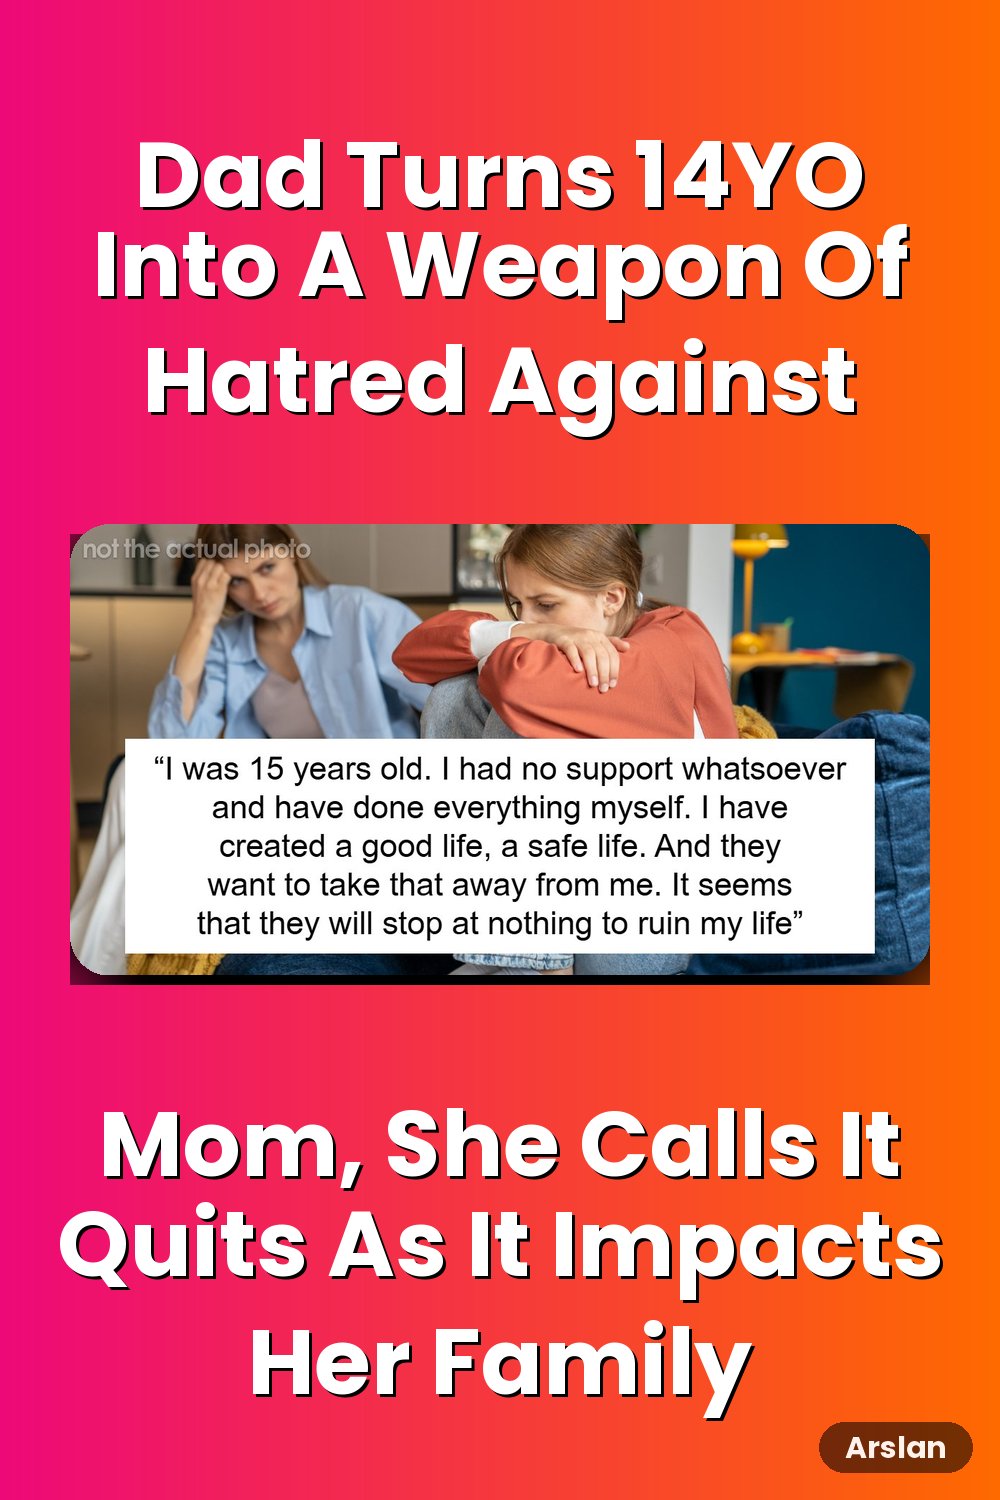 Dad Turns 14YO
Into A Weapon Of
Hatred Against
not the actual photo
“I was 15 years old. I had no support whatsoever
and have done everything myself. I have
created a good life, a safe life. And they
want to take that away from me. It seems
that they will stop at nothing to ruin my life”
Mom, She Calls It
Quits As It Impacts
Her Family
Arslan